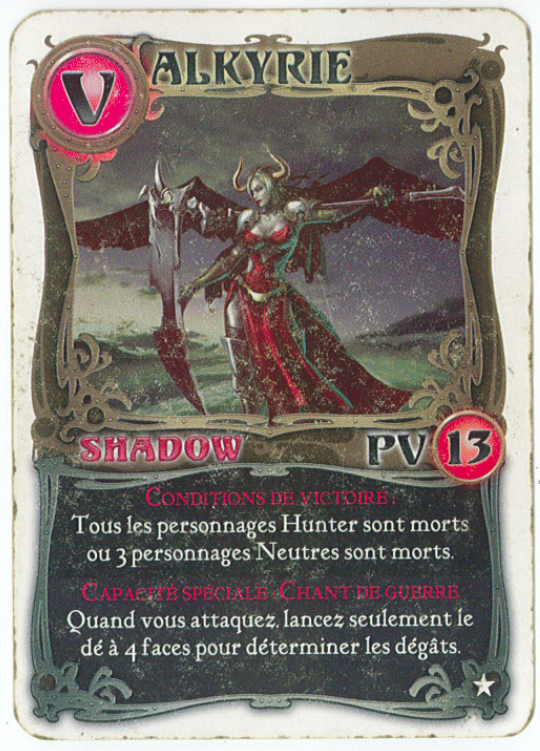 VALKYRIE
SHADOW PV 13
Conditions de victoire :
Tous les personnages Hunter sont morts
ou 3 personnages Neutres sont morts.
Capacité spéciale : Chant de guerre
Quand vous attaquez, lancez seulement le
dé à 4 faces pour déterminer les dégâts.